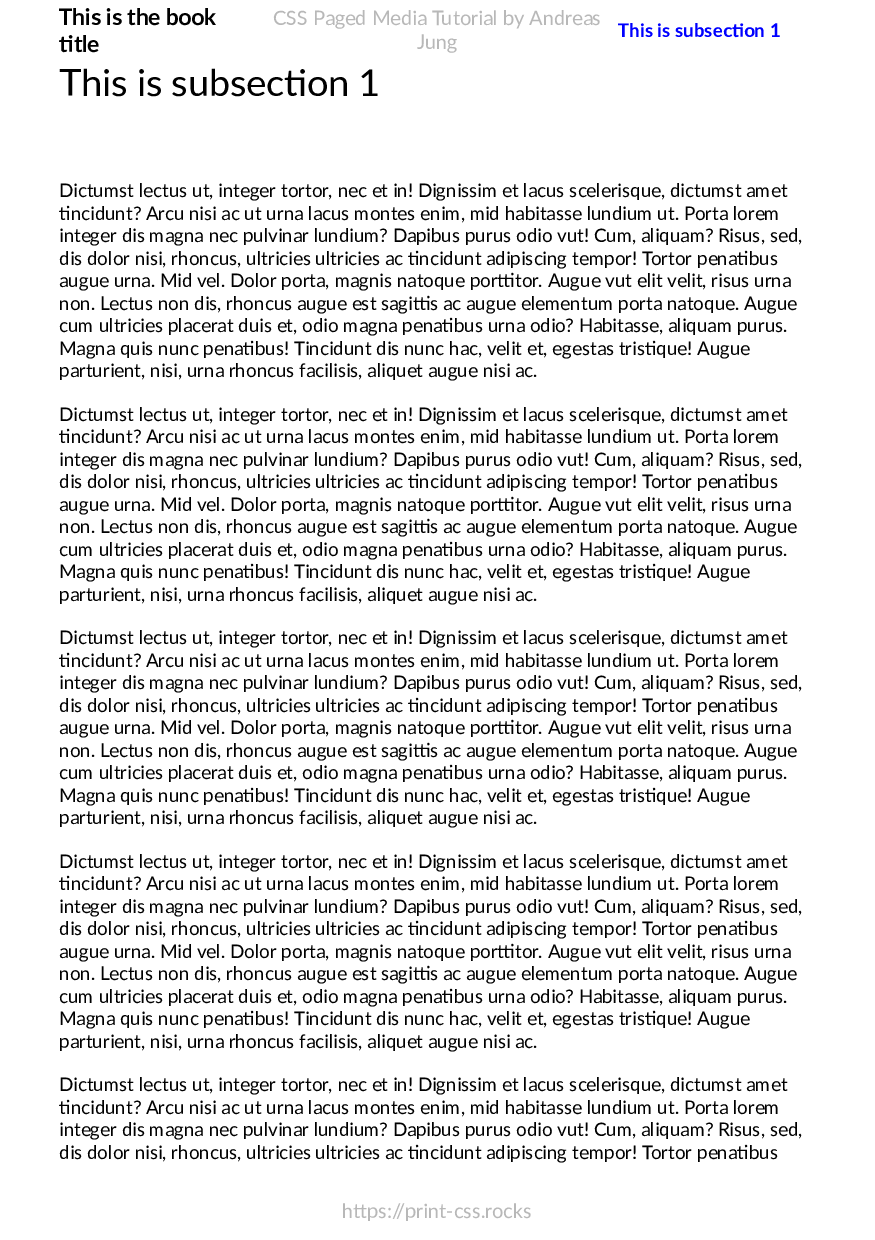 This is the book
title
CSS Paged Media Tutorial by Andreas
Jung
This is subsection 1
This is subsection 1
Dictumst lectus ut, integer tortor, nec et in! Dignissim et lacus scelerisque, dictumst amet
tincidunt? Arcu nisi ac ut urna lacus montes enim, mid habitasse lundium ut. Porta lorem
integer dis magna nec pulvinar lundium? Dapibus purus odio vut! Cum, aliquam? Risus, sed,
dis dolor nisi, rhoncus, ultricies ultricies ac tincidunt adipiscing tempor! Tortor penatibus
augue urna. Mid vel. Dolor porta, magnis natoque porttitor. Augue vut elit velit, risus urna
non. Lectus non dis, rhoncus augue est sagittis ac augue elementum porta natoque. Augue
cum ultricies placerat duis et, odio magna penatibus urna odio? Habitasse, aliquam purus.
Magna quis nunc penatibus! Tincidunt dis nunc hac, velit et, egestas tristique! Augue
parturient, nisi, urna rhoncus facilisis, aliquet augue nisi ac.
Dictumst lectus ut, integer tortor, nec et in! Dignissim et lacus scelerisque, dictumst amet
tincidunt? Arcu nisi ac ut urna lacus montes enim, mid habitasse lundium ut. Porta lorem
integer dis magna nec pulvinar lundium? Dapibus purus odio vut! Cum, aliquam? Risus, sed,
dis dolor nisi, rhoncus, ultricies ultricies ac tincidunt adipiscing tempor! Tortor penatibus
augue urna. Mid vel. Dolor porta, magnis natoque porttitor. Augue vut elit velit, risus urna
non. Lectus non dis, rhoncus augue est sagittis ac augue elementum porta natoque. Augue
cum ultricies placerat duis et, odio magna penatibus urna odio? Habitasse, aliquam purus.
Magna quis nunc penatibus! Tincidunt dis nunc hac, velit et, egestas tristique! Augue
parturient, nisi, urna rhoncus facilisis, aliquet augue nisi ac.
Dictumst lectus ut, integer tortor, nec et in! Dignissim et lacus scelerisque, dictumst amet
tincidunt? Arcu nisi ac ut urna lacus montes enim, mid habitasse lundium ut. Porta lorem
integer dis magna nec pulvinar lundium? Dapibus purus odio vut! Cum, aliquam? Risus, sed,
dis dolor nisi, rhoncus, ultricies ultricies ac tincidunt adipiscing tempor! Tortor penatibus
augue urna. Mid vel. Dolor porta, magnis natoque porttitor. Augue vut elit velit, risus urna
non. Lectus non dis, rhoncus augue est sagittis ac augue elementum porta natoque. Augue
cum ultricies placerat duis et, odio magna penatibus urna odio? Habitasse, aliquam purus.
Magna quis nunc penatibus! Tincidunt dis nunc hac, velit et, egestas tristique! Augue
parturient, nisi, urna rhoncus facilisis, aliquet augue nisi ac.
Dictumst lectus ut, integer tortor, nec et in! Dignissim et lacus scelerisque, dictumst amet
tincidunt? Arcu nisi ac ut urna lacus montes enim, mid habitasse lundium ut. Porta lorem
integer dis magna nec pulvinar lundium? Dapibus purus odio vut! Cum, aliquam? Risus, sed,
dis dolor nisi, rhoncus, ultricies ultricies ac tincidunt adipiscing tempor! Tortor penatibus
augue urna. Mid vel. Dolor porta, magnis natoque porttitor. Augue vut elit velit, risus urna
non. Lectus non dis, rhoncus augue est sagittis ac augue elementum porta natoque. Augue
cum ultricies placerat duis et, odio magna penatibus urna odio? Habitasse, aliquam purus.
Magna quis nunc penatibus! Tincidunt dis nunc hac, velit et, egestas tristique! Augue
parturient, nisi, urna rhoncus facilisis, aliquet augue nisi ac.
Dictumst lectus ut, integer tortor, nec et in! Dignissim et lacus scelerisque, dictumst amet
tincidunt? Arcu nisi ac ut urna lacus montes enim, mid habitasse lundium ut. Porta lorem
integer dis magna nec pulvinar lundium? Dapibus purus odio vut! Cum, aliquam? Risus, sed,
dis dolor nisi, rhoncus, ultricies ultricies ac tincidunt adipiscing tempor! Tortor penatibus
https://print-css.rocks